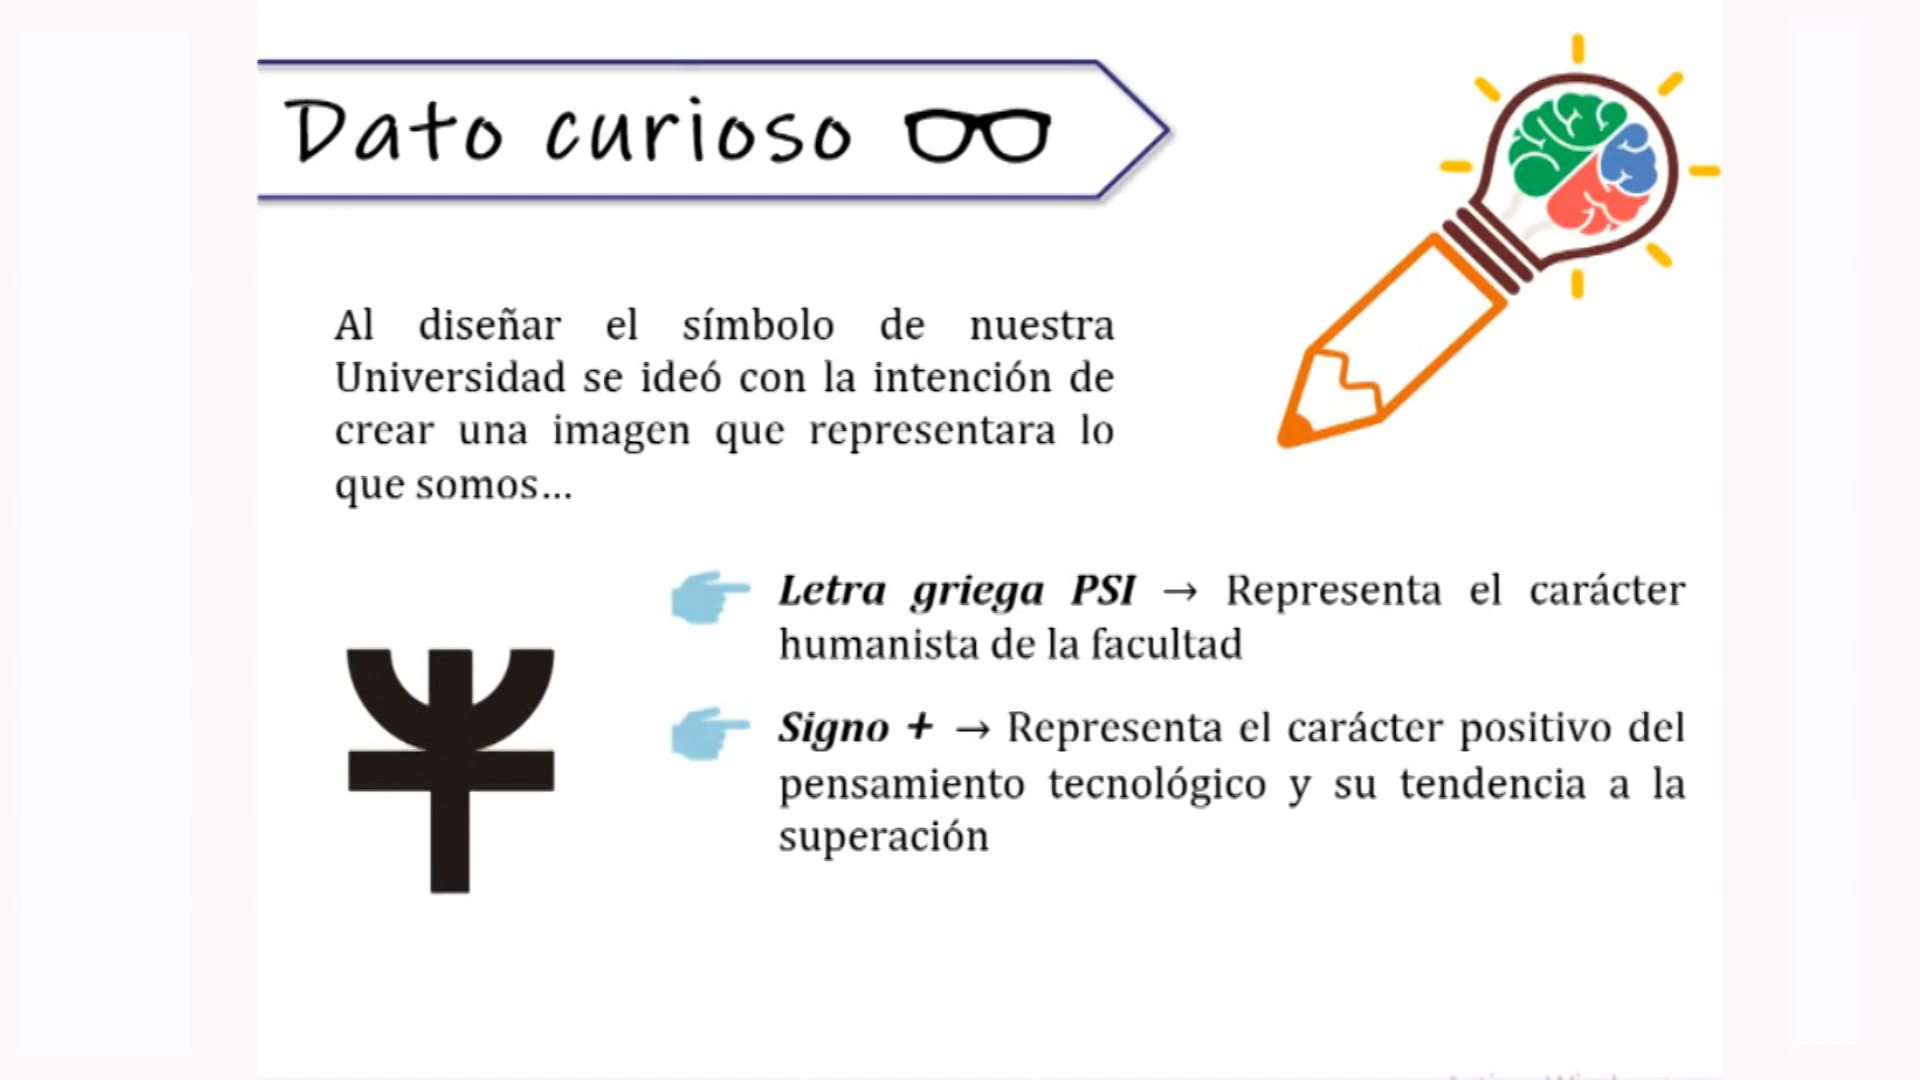 Dato curioso
Al diseñar el símbolo de nuestra
Universidad se ideó con la intención de
crear una imagen que representara lo
que somos...
Letra griega PSI → Representa el carácter
humanista de la facultad
Signo + → Representa el carácter positivo del
pensamiento tecnológico y su tendencia a la
superación